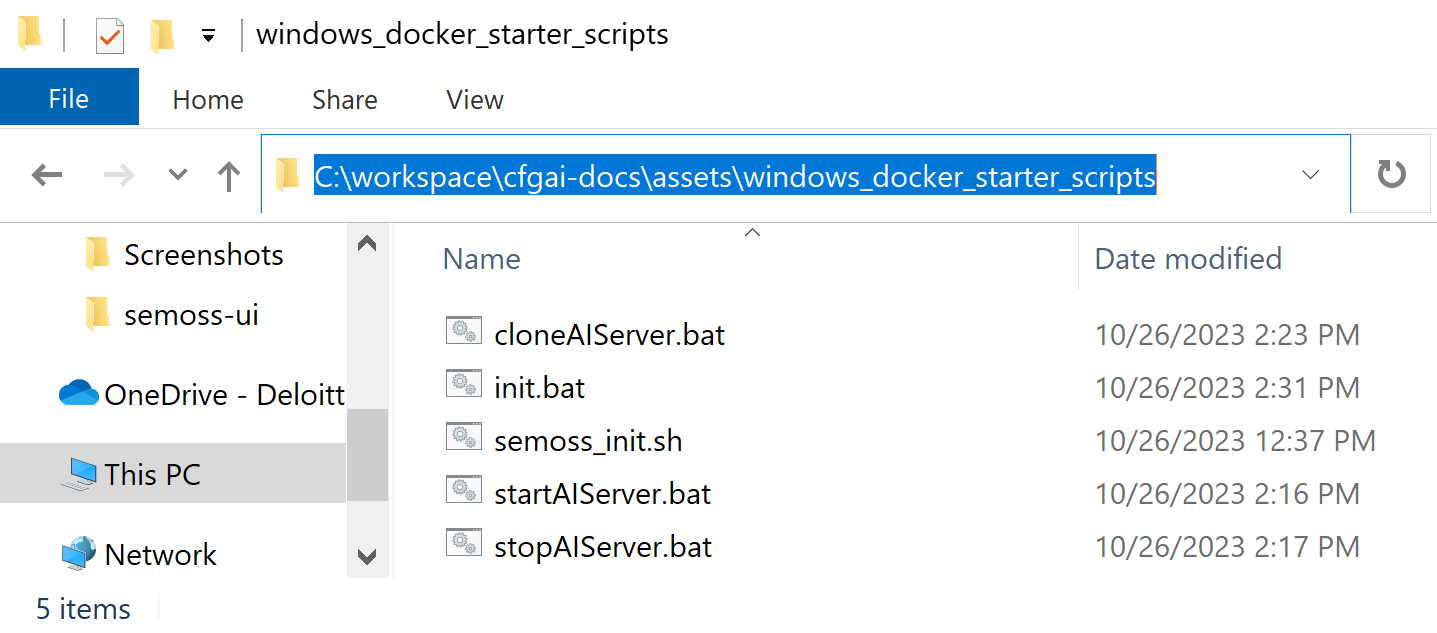 windows_docker_starter_scripts
File Home Share View
C:\workspace\cfgai-docs\assets\windows_docker_starter_scripts
Screenshots
semoss-ui
OneDrive - Deloitt
This PC
Network
Name Date modified
cloneAIServer.bat 10/26/2023 2:23 PM
init.bat 10/26/2023 2:31 PM
semoss_init.sh 10/26/2023 12:37 PM
startAIServer.bat 10/26/2023 2:16 PM
stopAIServer.bat 10/26/2023 2:17 PM
5 items